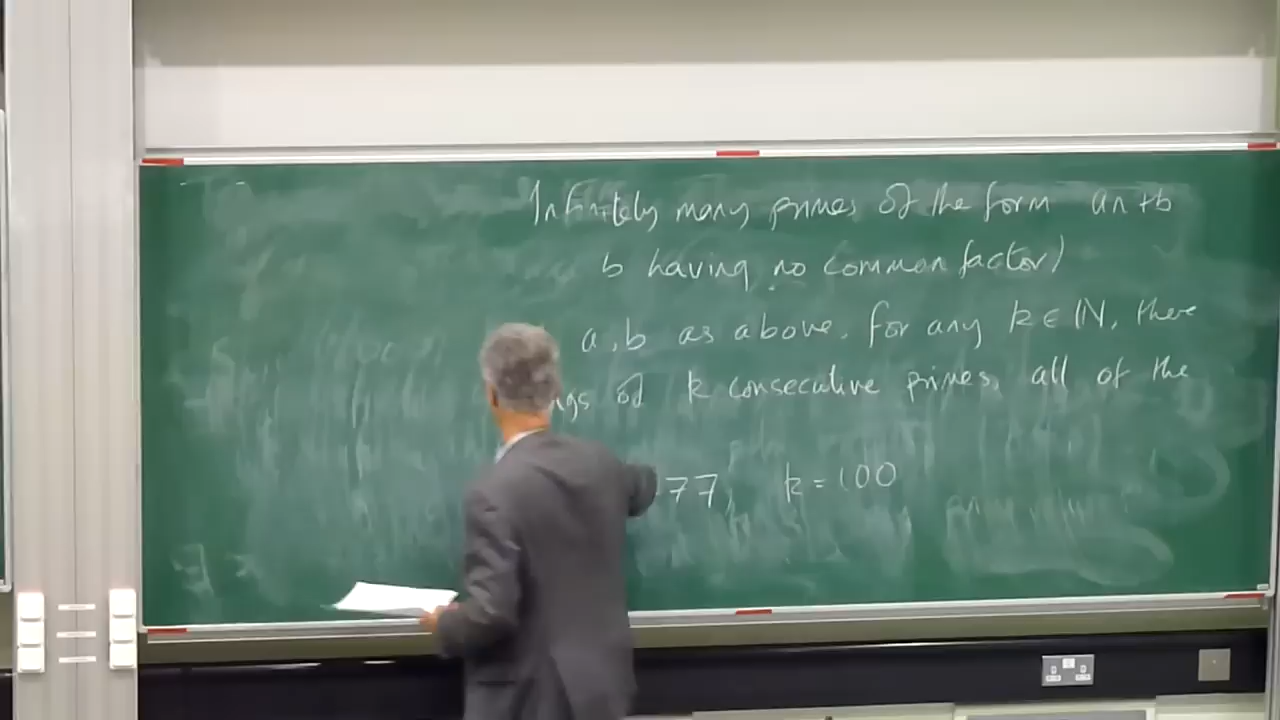 Infinitely many primes of the form an+b
b having no common factor)
a, b as above, for any k ∈ ℕ, there
of k consecutive primes, all of the
77, k = 100